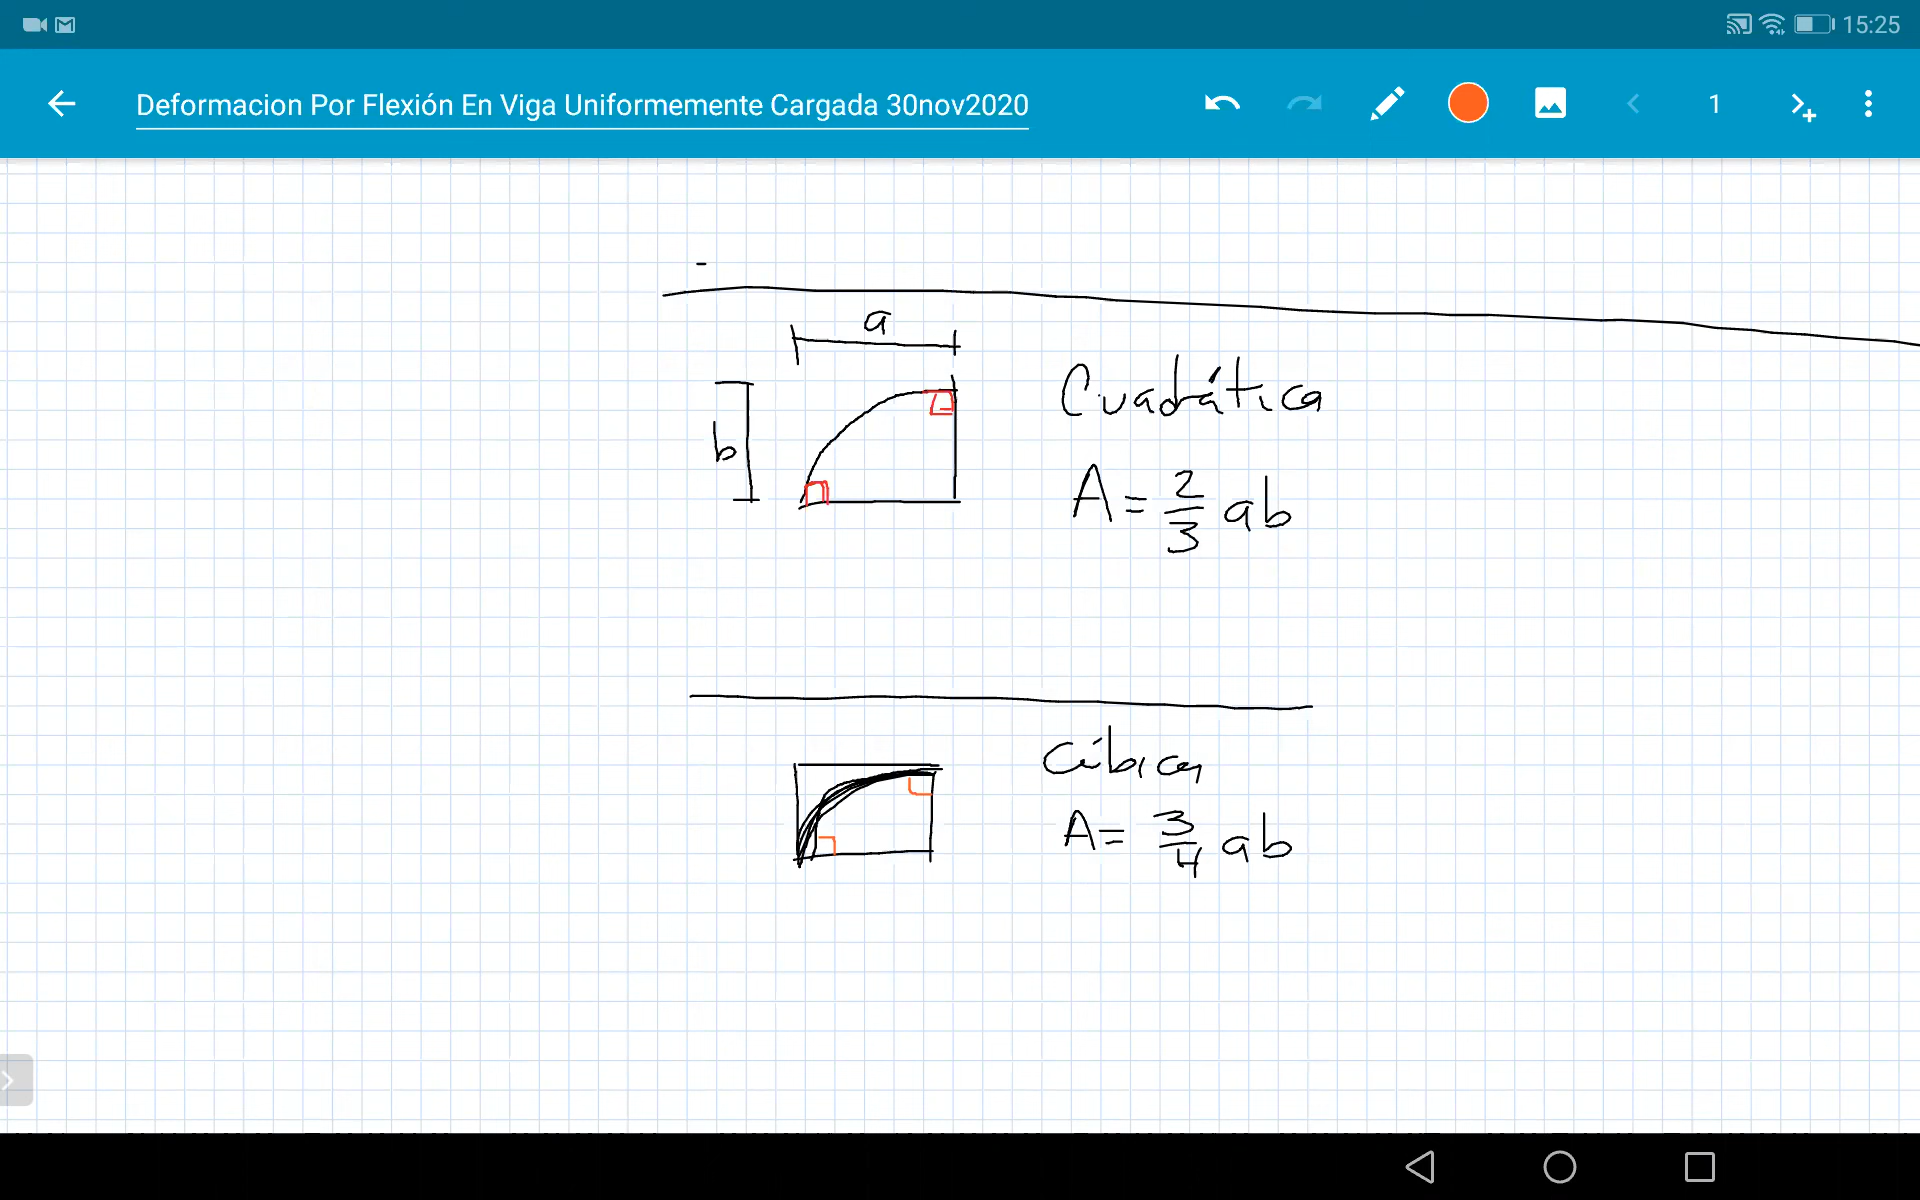 15:25
Deformacion Por Flexión En Viga Uniformemente Cargada 30nov2020
1
a
b
Cuadrática
A = 2/3 ab
Cúbica
A = 3/4 ab